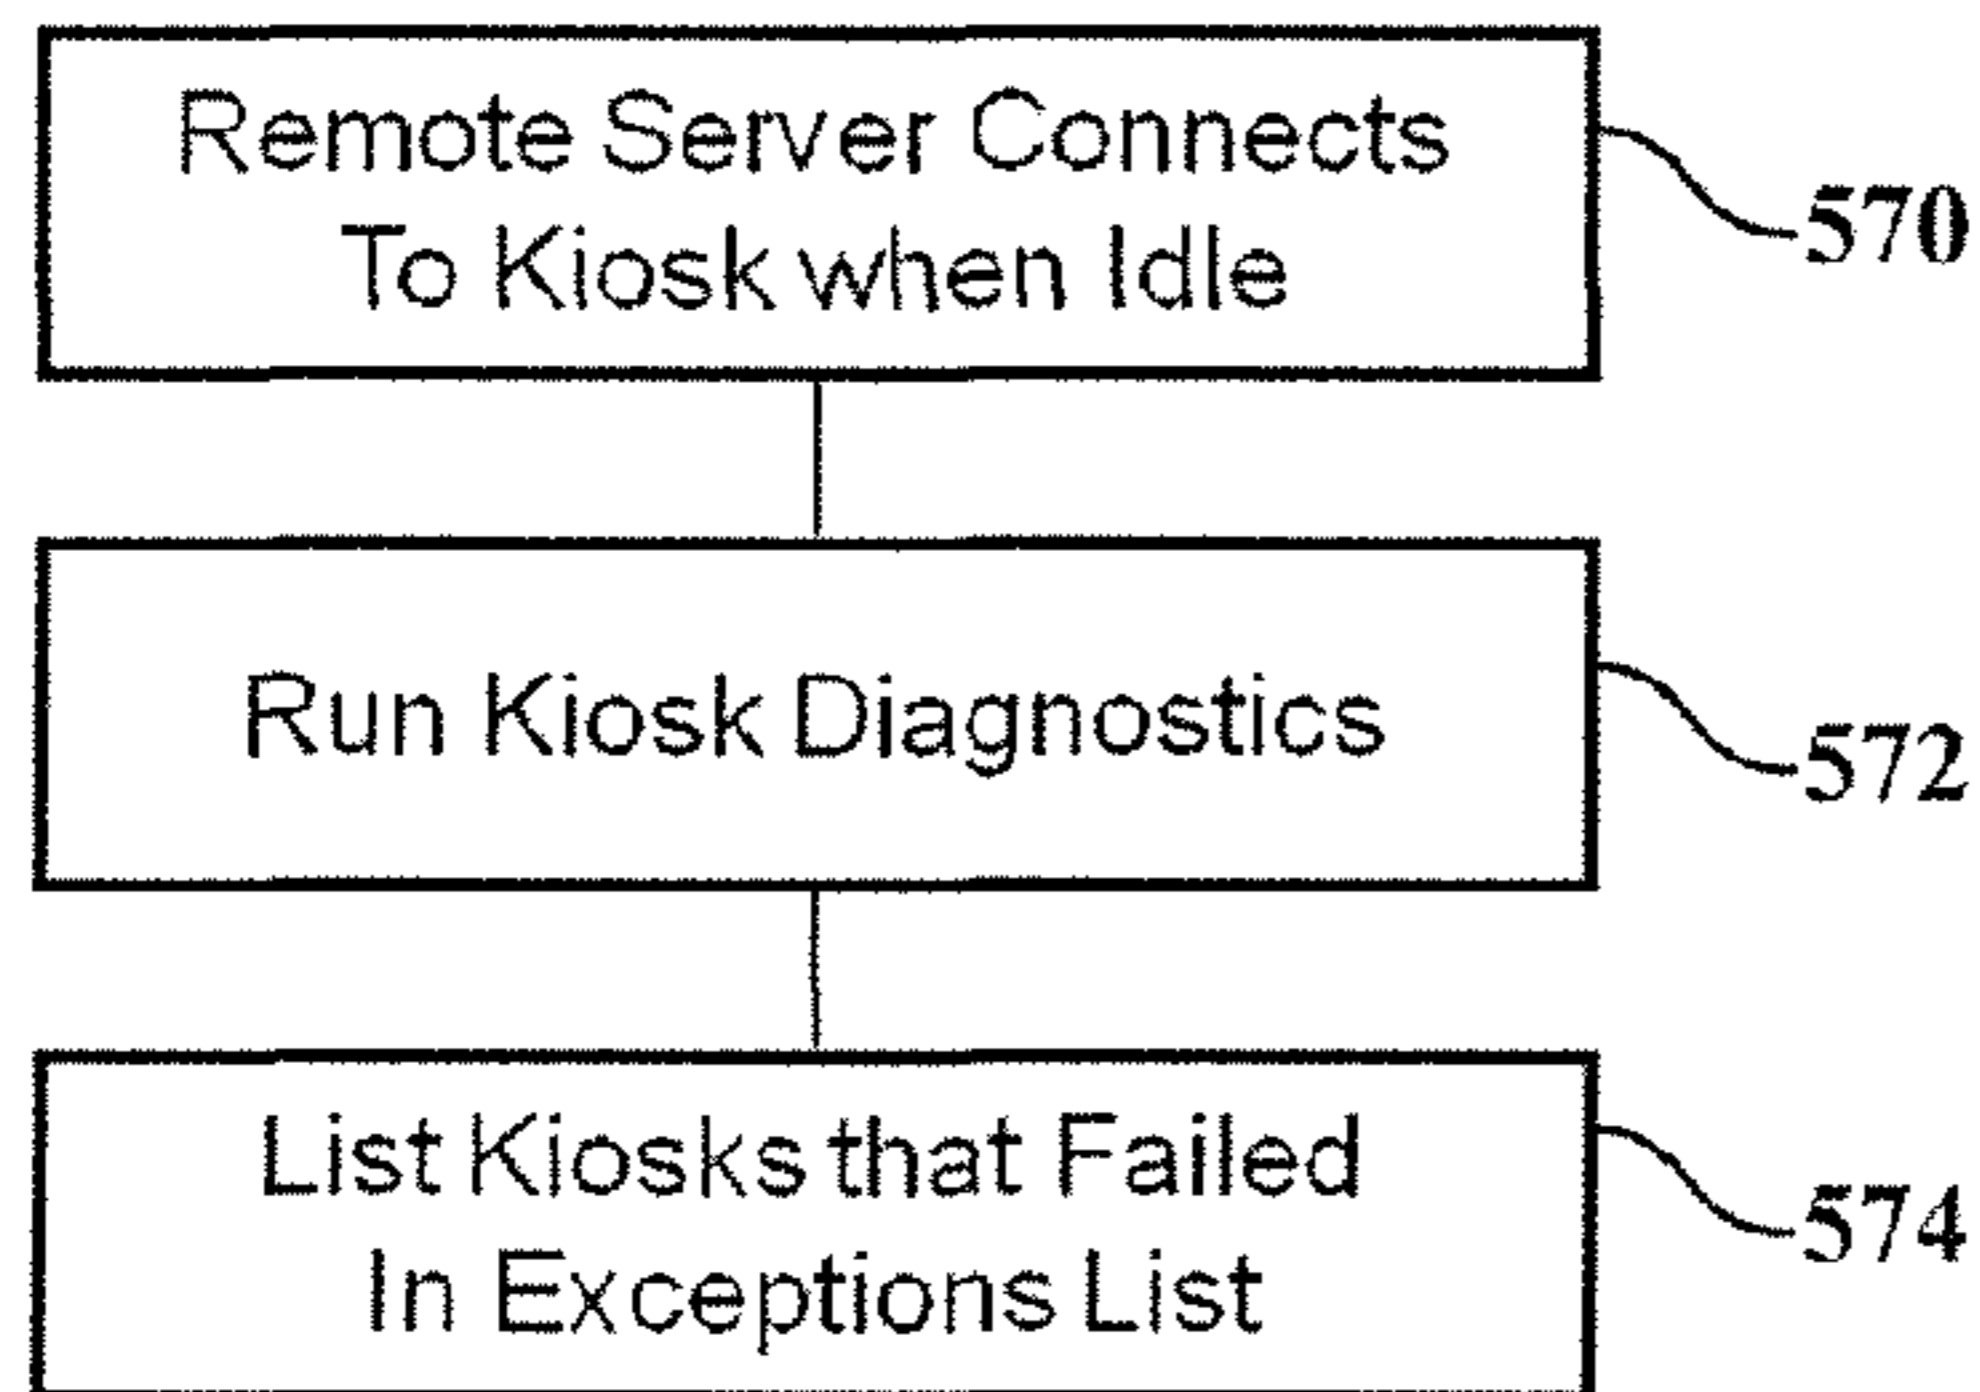 Remote Server Connects
To Kiosk when Idle
570
Run Kiosk Diagnostics
572
List Kiosks that Failed
In Exceptions List
574